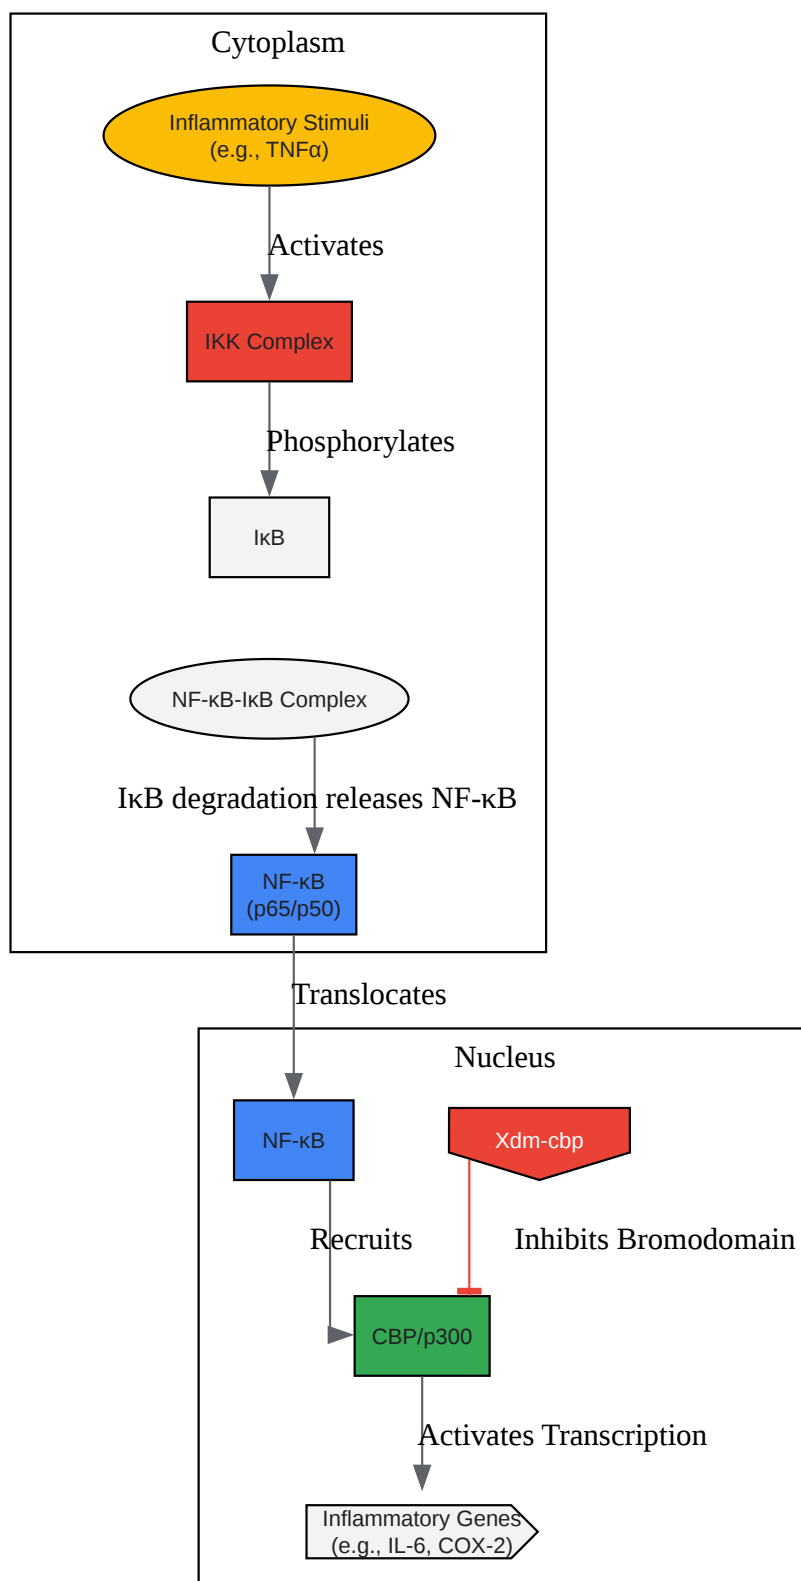 Cytoplasm
Inflammatory Stimuli
(e.g., TNFα)
Activates
IKK Complex
Phosphorylates
IκB
NF-κB-IκB Complex
IκB degradation releases NF-κB
NF-κB
(p65/p50)
Translocates
Nucleus
NF-κB
Xdm-cbp
Recruits
Inhibits Bromodomain
CBP/p300
Activates Transcription
Inflammatory Genes
(e.g., IL-6, COX-2)